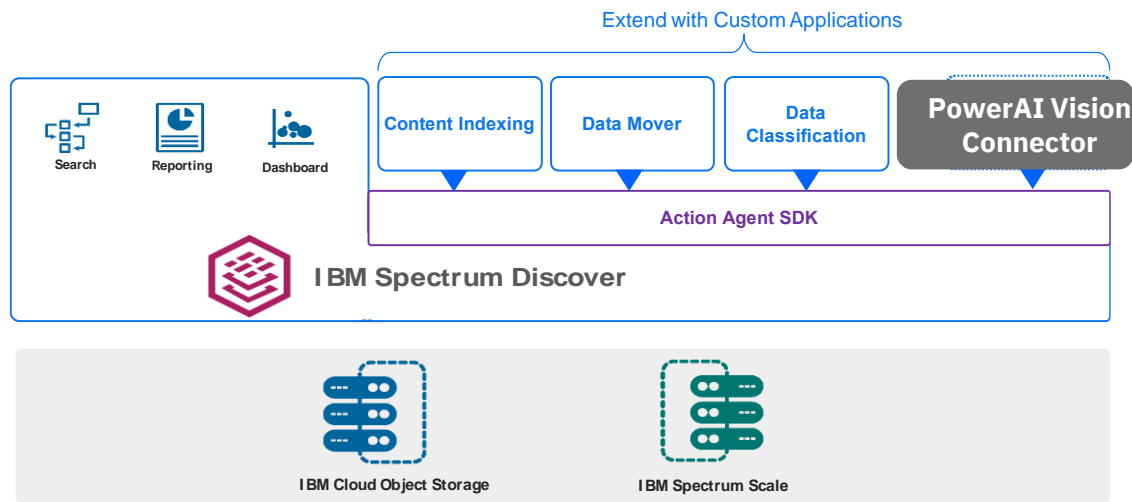 Extend with Custom Applications
Search
Reporting
Dashboard
Content Indexing
Data Mover
Data
Classification
PowerAI Vision
Connector
Action Agent SDK
IBM Spectrum Discover
IBM Cloud Object Storage
IBM Spectrum Scale